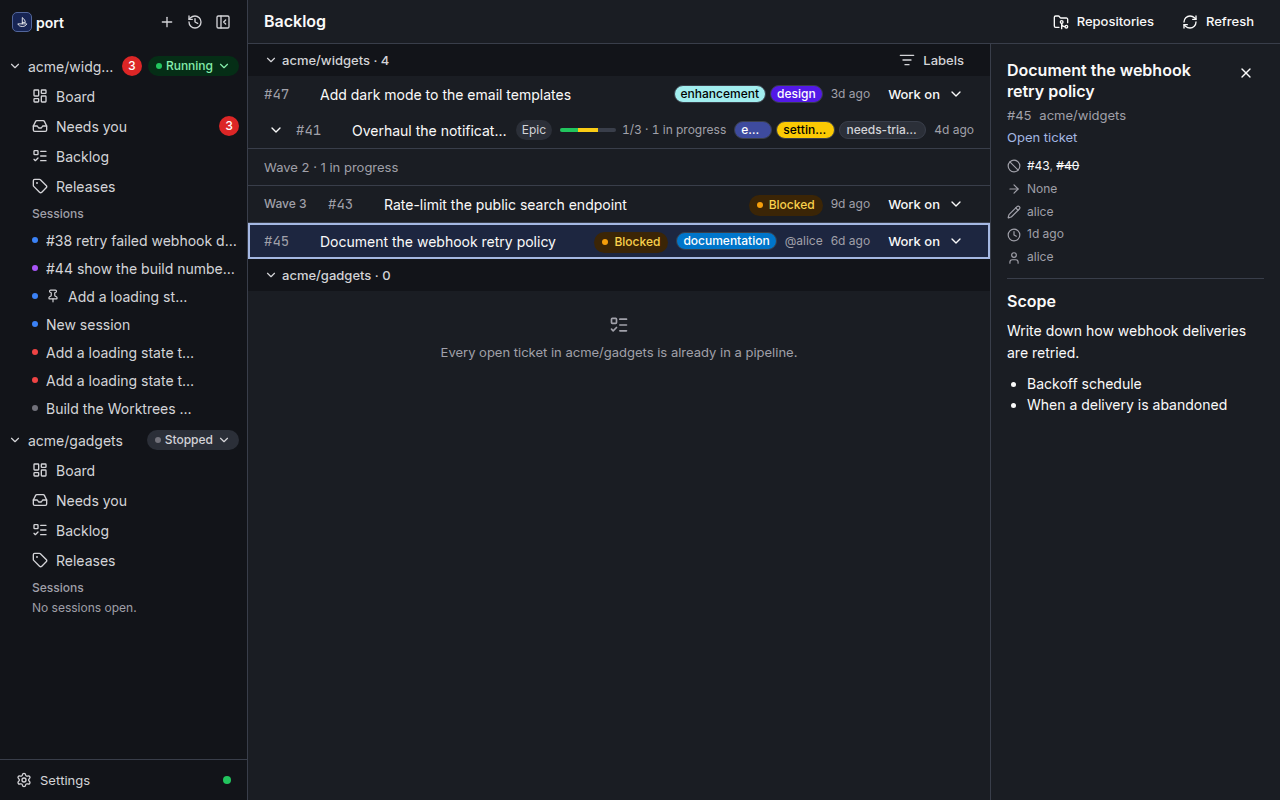 port
Backlog
Repositories
Refresh
acme/widg...
3
Running
Board
Needs you
3
Backlog
Releases
Sessions
#38 retry failed webhook d...
#44 show the build numbe...
Add a loading st...
New session
Add a loading state t...
Add a loading state t...
Build the Worktrees ...
acme/gadgets
Stopped
Board
Needs you
Backlog
Releases
Sessions
No sessions open.
Settings
acme/widgets · 4
Labels
#47 Add dark mode to the email templates enhancement design 3d ago Work on
#41 Overhaul the notificat... Epic 1/3 · 1 in progress e... settin... needs-tria... 4d ago
Wave 2 · 1 in progress
Wave 3 #43 Rate-limit the public search endpoint Blocked 9d ago Work on
#45 Document the webhook retry policy Blocked documentation @alice 6d ago Work on
acme/gadgets · 0
Every open ticket in acme/gadgets is already in a pipeline.
Document the webhook
retry policy
#45 acme/widgets
Open ticket
#43, #40
None
alice
1d ago
alice
Scope
Write down how webhook deliveries
are retried.
• Backoff schedule
• When a delivery is abandoned